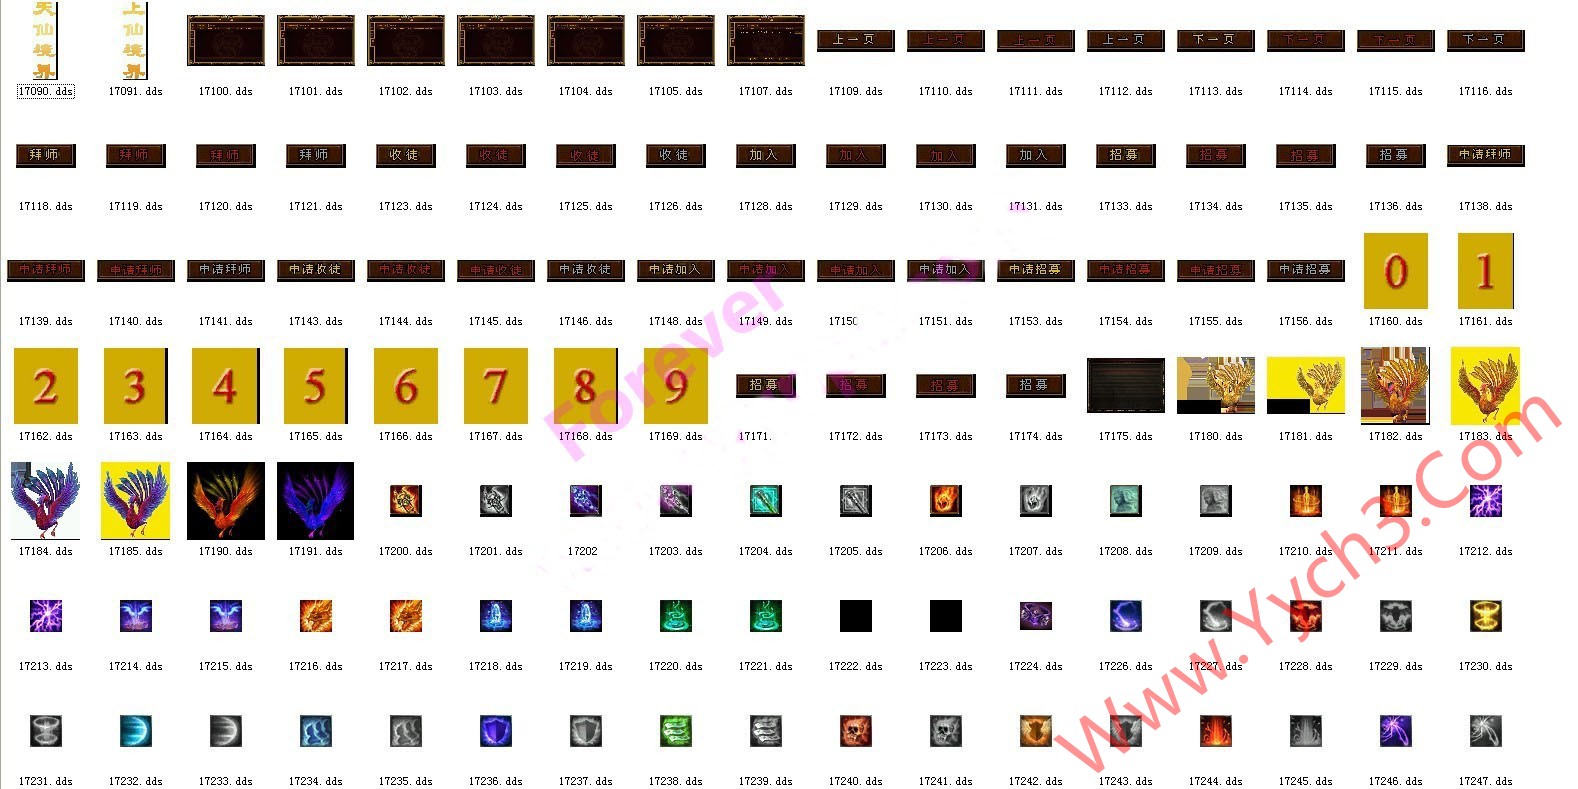 天仙境界 上仙境界 上一页 上一页 上一页 上一页 下一页 下一页 下一页 下一页
17090.dds 17091.dds 17100.dds 17101.dds 17102.dds 17103.dds 17104.dds 17105.dds 17107.dds 17109.dds 17110.dds 17111.dds 17112.dds 17113.dds 17114.dds 17115.dds 17116.dds
拜师 拜师 拜师 拜师 收徒 收徒 收徒 收徒 加入 加入 加入 加入 招募 招募 招募 招募 申请拜师
17118.dds 17119.dds 17120.dds 17121.dds 17123.dds 17124.dds 17125.dds 17126.dds 17128.dds 17129.dds 17130.dds 17131.dds 17133.dds 17134.dds 17135.dds 17136.dds 17138.dds
申请拜师 申请拜师 申请拜师 申请收徒 申请收徒 申请收徒 申请收徒 申请加入 申请加入 申请加入 申请加入 申请招募 申请招募 申请招募 申请招募 0 1
17139.dds 17140.dds 17141.dds 17143.dds 17144.dds 17145.dds 17146.dds 17148.dds 17149.dds 17150 17151.dds 17153.dds 17154.dds 17155.dds 17156.dds 17160.dds 17161.dds
2 3 4 5 6 7 8 9 招募 招募 招募 招募
17162.dds 17163.dds 17164.dds 17165.dds 17166.dds 17167.dds 17168.dds 17169.dds 17171. 17172.dds 17173.dds 17174.dds 17175.dds 17180.dds 17181.dds 17182.dds 17183.dds
17184.dds 17185.dds 17190.dds 17191.dds 17200.dds 17201.dds 17202 17203.dds 17204.dds 17205.dds 17206.dds 17207.dds 17208.dds 17209.dds 17210.dds 17211.dds 17212.dds
17213.dds 17214.dds 17215.dds 17216.dds 17217.dds 17218.dds 17219.dds 17220.dds 17221.dds 17222.dds 17223.dds 17224.dds 17226.dds 17227.dds 17228.dds 17229.dds 17230.dds
17231.dds 17232.dds 17233.dds 17234.dds 17235.dds 17236.dds 17237.dds 17238.dds 17239.dds 17240.dds 17241.dds 17242.dds 17243.dds 17244.dds 17245.dds 17246.dds 17247.dds
Forever
Www.Yych3.Com